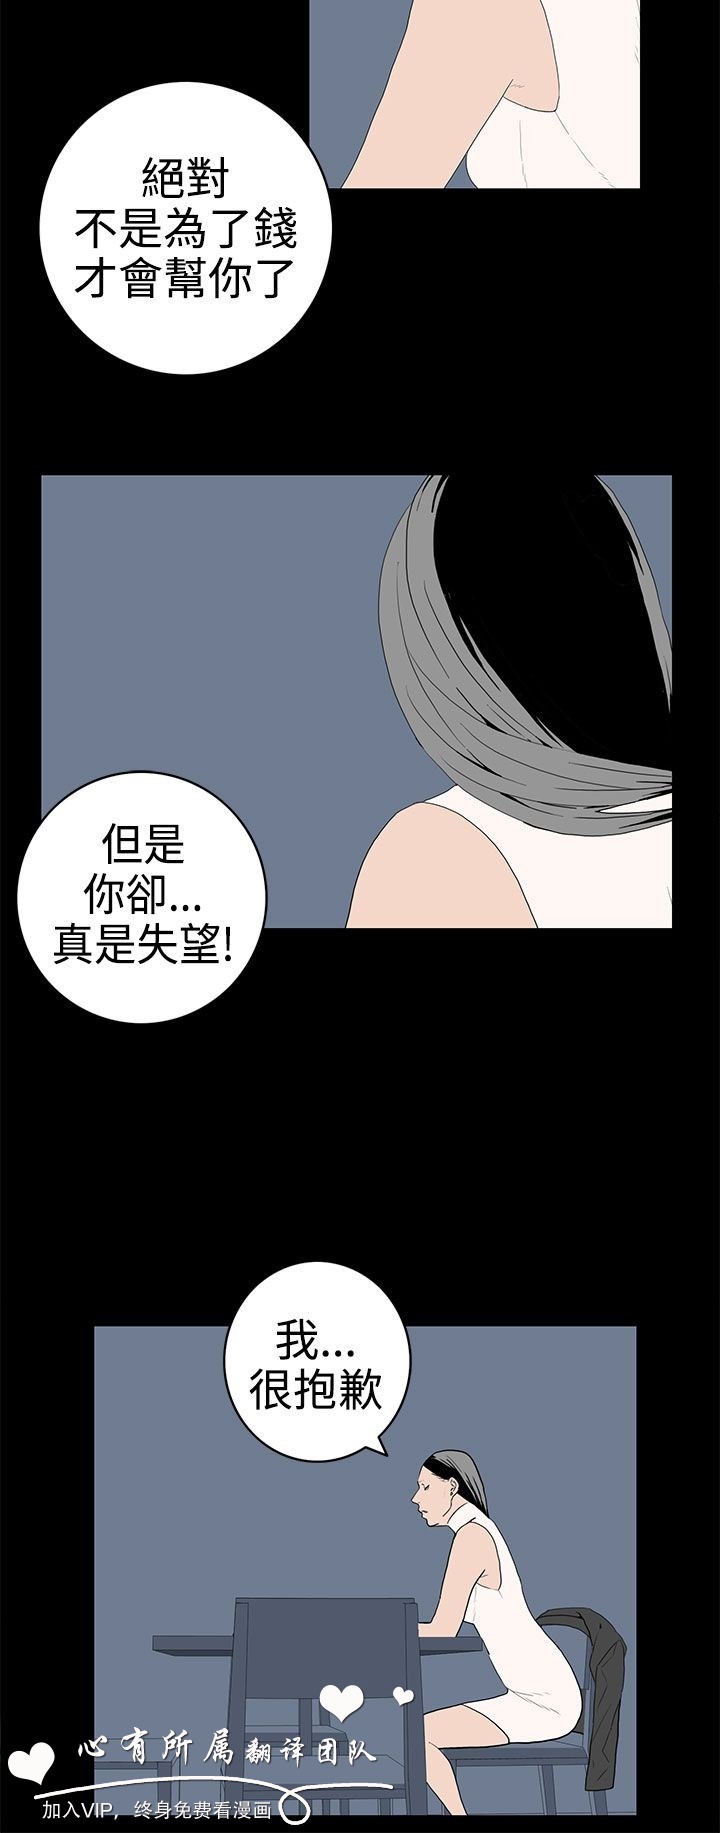 絕對
不是為了錢
才會幫你了
但是
你卻...
真是失望!
我...
很抱歉
心有所属翻译团队
加入VIP，终身免费看漫画